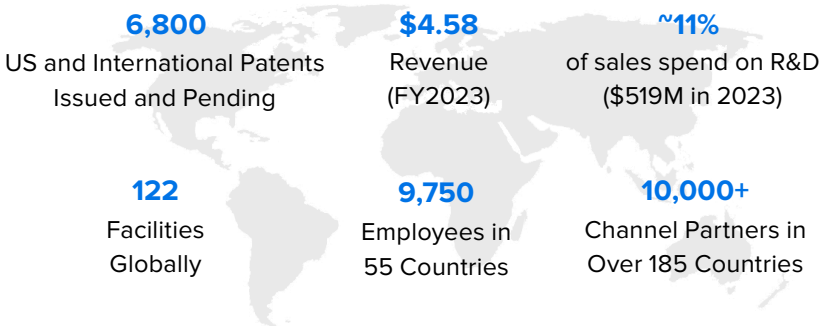 6,800
US and International Patents
Issued and Pending
$4.58
Revenue
(FY2023)
~11%
of sales spend on R&D
($519M in 2023)
122
Facilities
Globally
9,750
Employees in
55 Countries
10,000+
Channel Partners in
Over 185 Countries